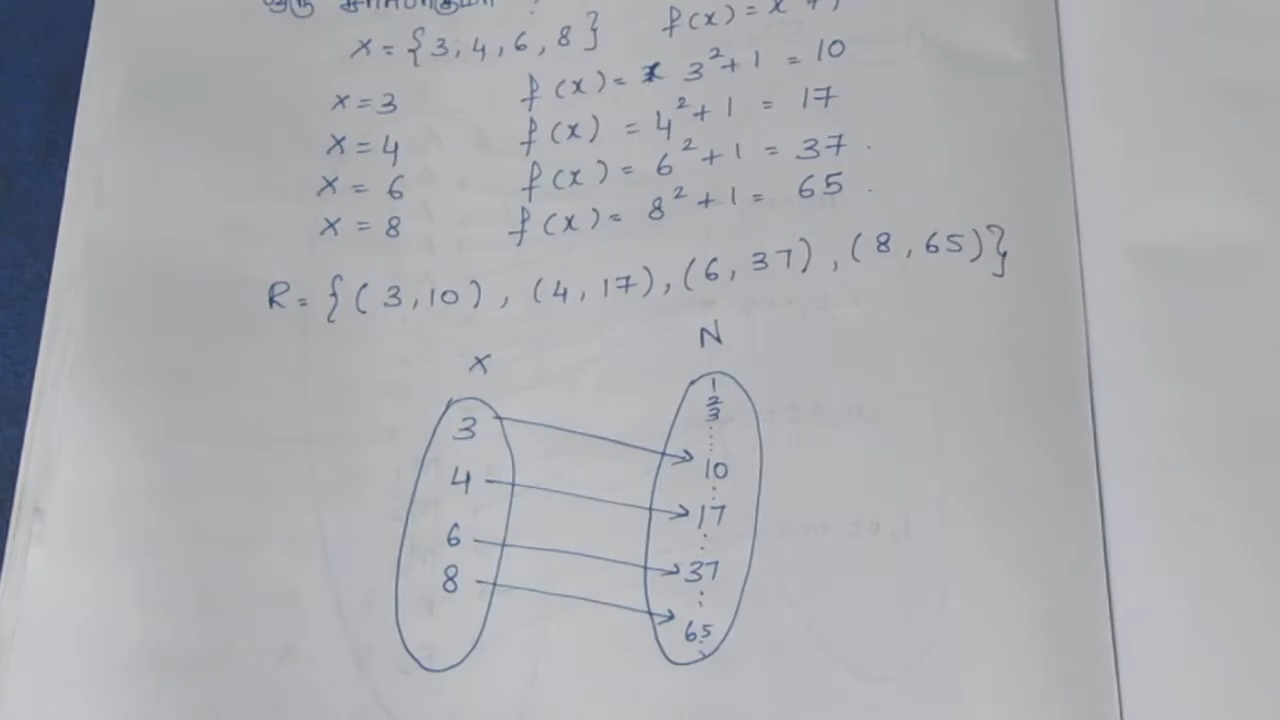 ஒரு சார்பாகுமா ?
X = {3, 4, 6, 8} f(x) = x
x = 3 f(x) = 3²+1 = 10
x = 4 f(x) = 4²+1 = 17
x = 6 f(x) = 6²+1 = 37.
x = 8 f(x) = 8²+1 = 65.
R = {(3,10), (4,17), (6,37), (8,65)}
X N
1
2
3
3
10
4
17
6
37
8
65